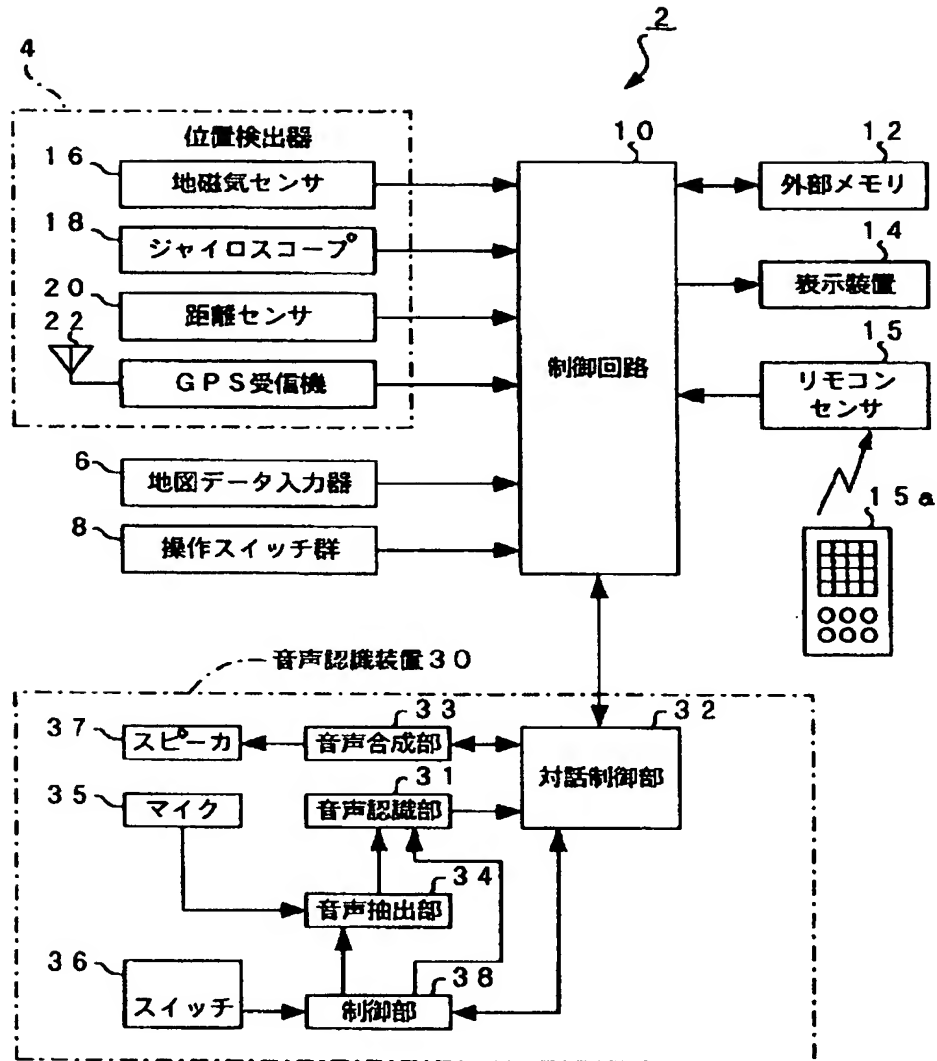 2
4
位置検出器
16
地磁気センサ
18
ジャイロスコープ
20
距離センサ
22
GPS受信機
6
地図データ入力器
8
操作スイッチ群
10
制御回路
12
外部メモリ
14
表示装置
15
リモコン
センサ
15a
音声認識装置30
37
スピーカ
33
音声合成部
32
対話制御部
35
マイク
31
音声認識部
34
音声抽出部
36
スイッチ
38
制御部